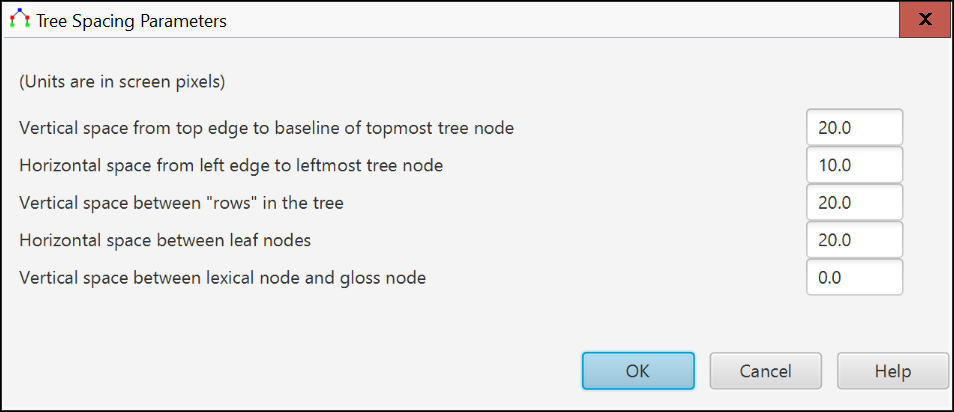 Tree Spacing Parameters
X
(Units are in screen pixels)
Vertical space from top edge to baseline of topmost tree node 20.0
Horizontal space from left edge to leftmost tree node 10.0
Vertical space between "rows" in the tree 20.0
Horizontal space between leaf nodes 20.0
Vertical space between lexical node and gloss node 0.0
OK Cancel Help